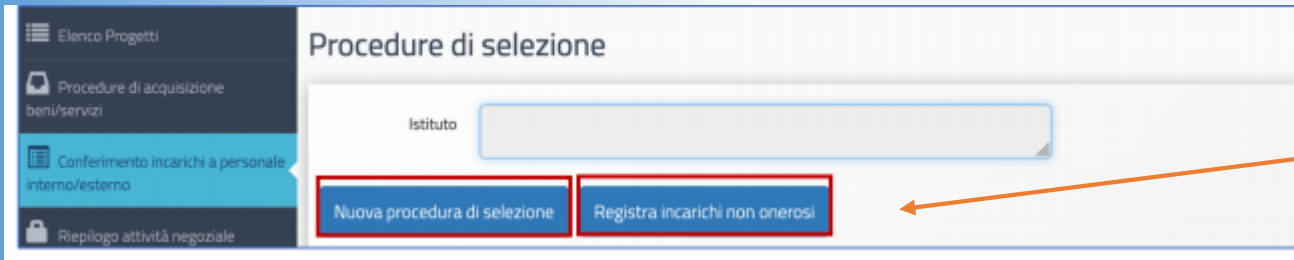 Elenco Progetti
Procedure di acquisizione
beni/servizi
Conferimento incarichi a personale
interno/esterno
Riepilogo attività negoziale
Procedure di selezione
Istituto
Nuova procedura di selezione
Registra incarichi non onerosi